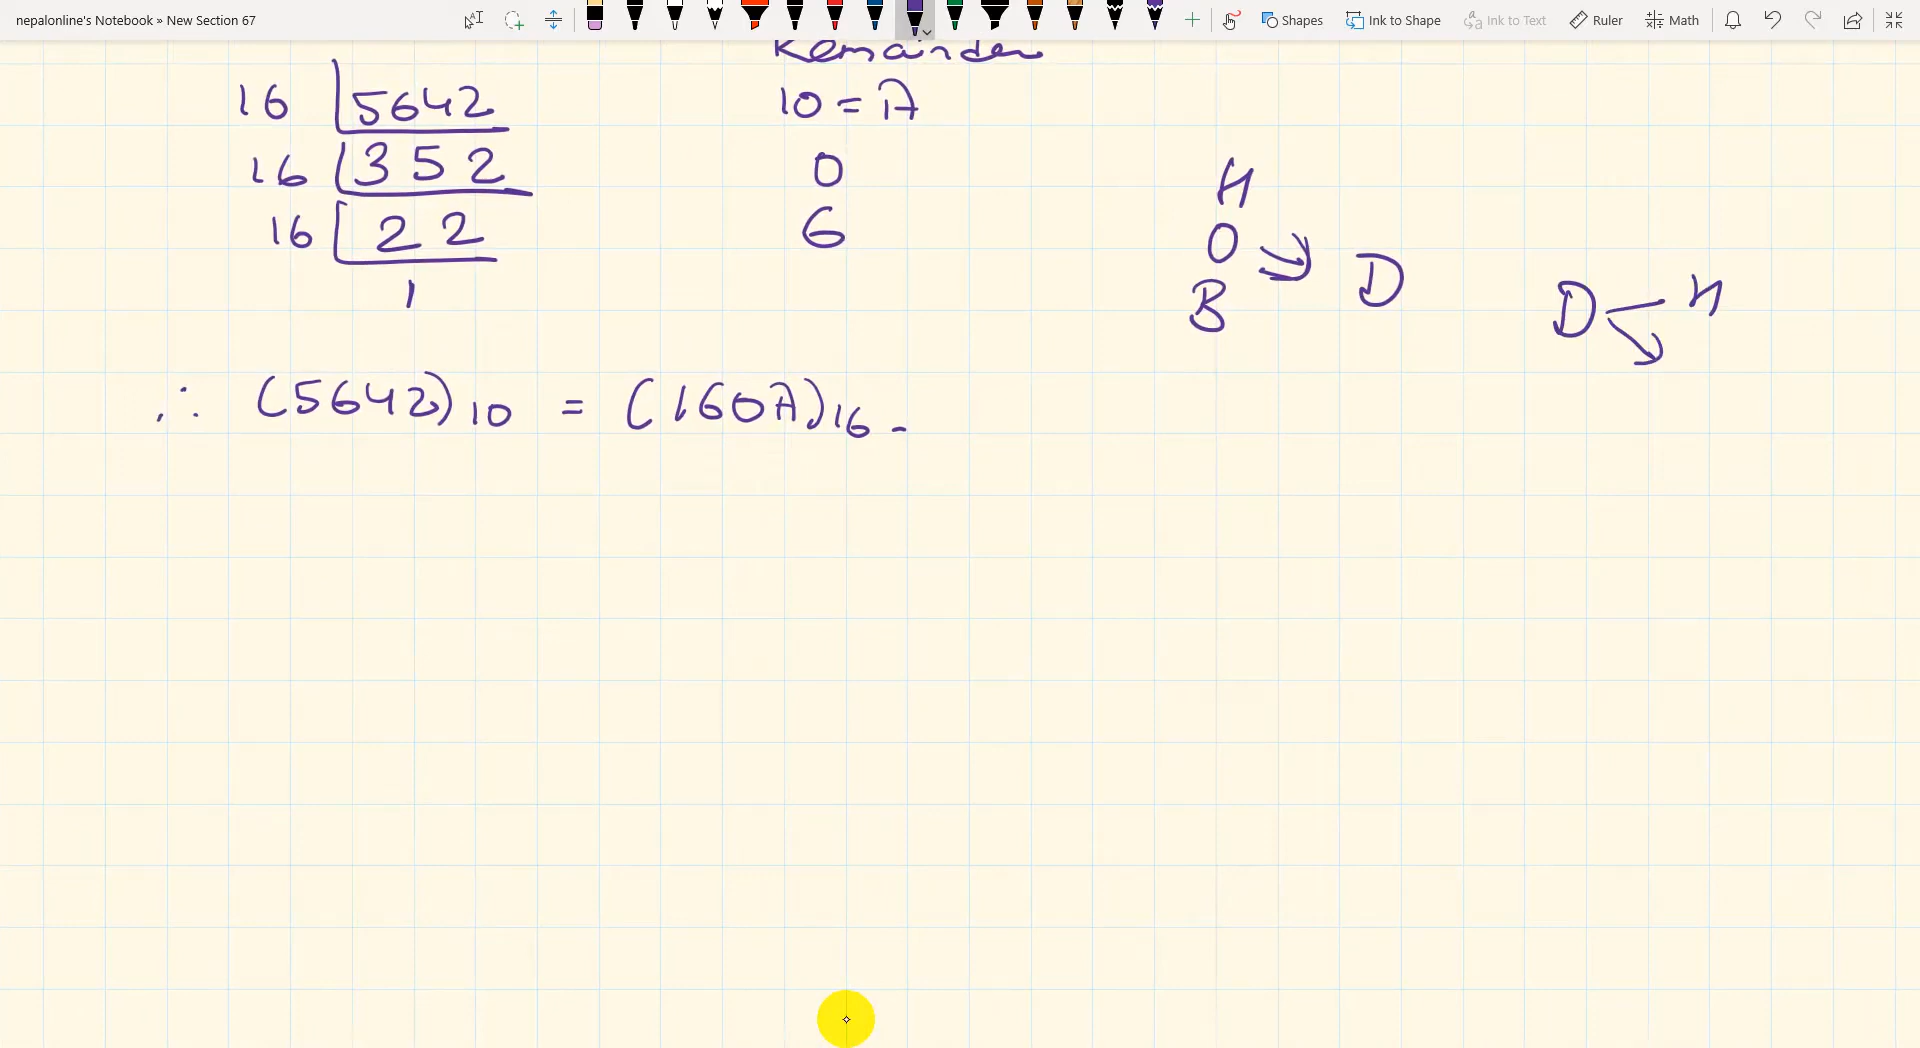 nepalonline's Notebook » New Section 67
Shapes Ink to Shape Ink to Text Ruler Math
Remainder
16 5642 10 = A
16 352 0
16 22 6
1
H
O
B
D
D
H
∴ (5642)10 = (160A)16 -